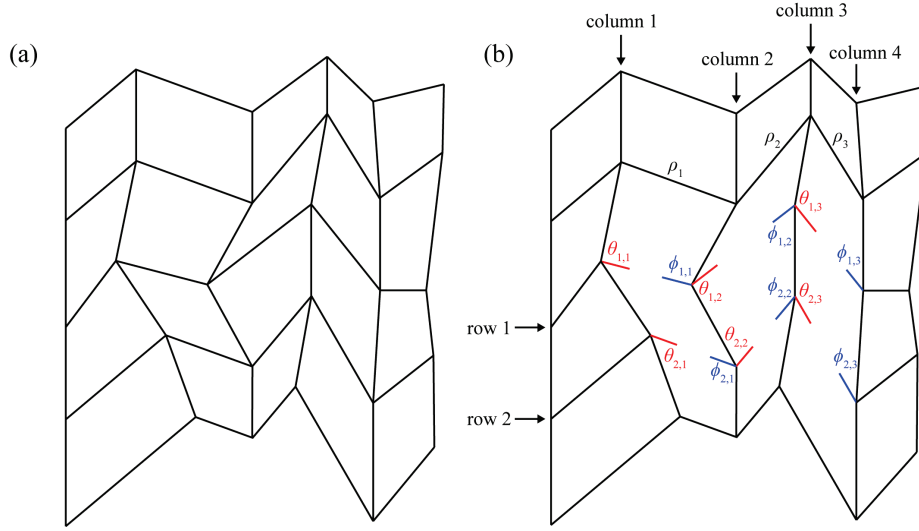 (a)
(b)
column 1
column 2
column 3
column 4
ρ1
ρ2
ρ3
θ1,1
ϕ1,1
θ1,2
ϕ1,2
θ1,3
ϕ1,3
row 1
θ2,1
ϕ2,1
θ2,2
ϕ2,2
θ2,3
ϕ2,3
row 2